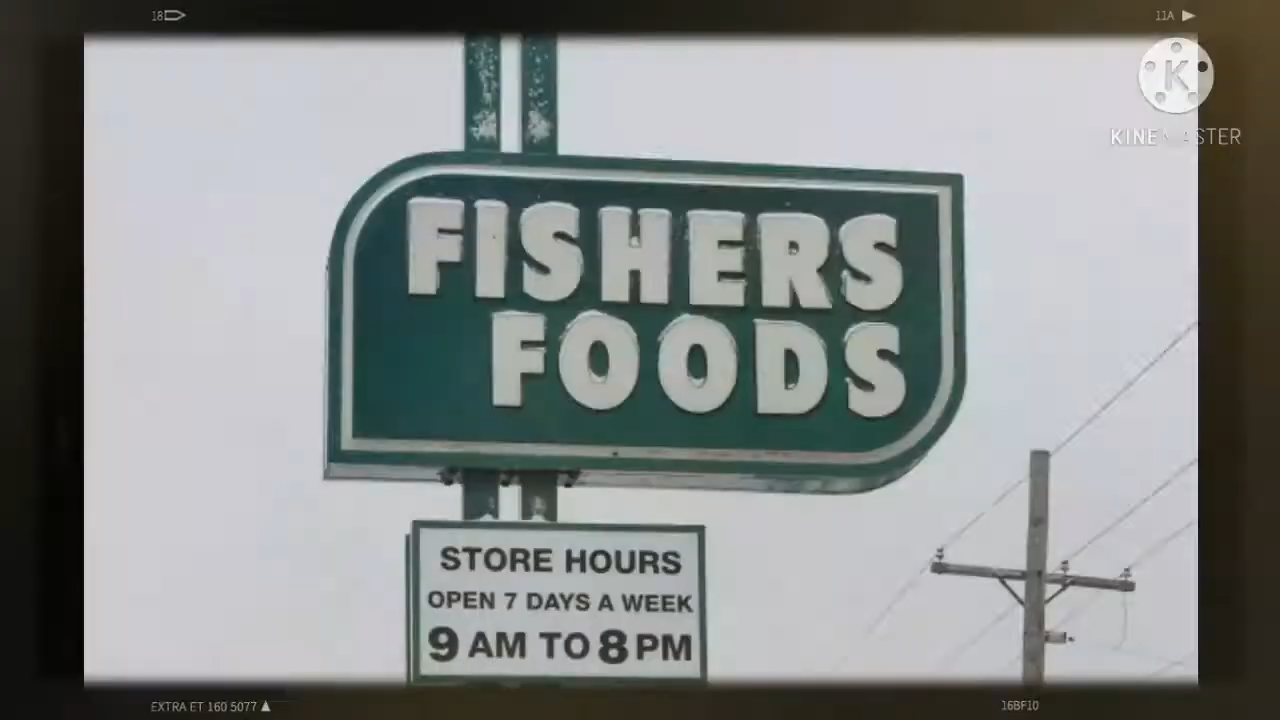 18
11A
K
KINEMASTER
FISHERS
FOODS
STORE HOURS
OPEN 7 DAYS A WEEK
9 AM TO 8 PM
EXTRA ET 160 5077
16BF10